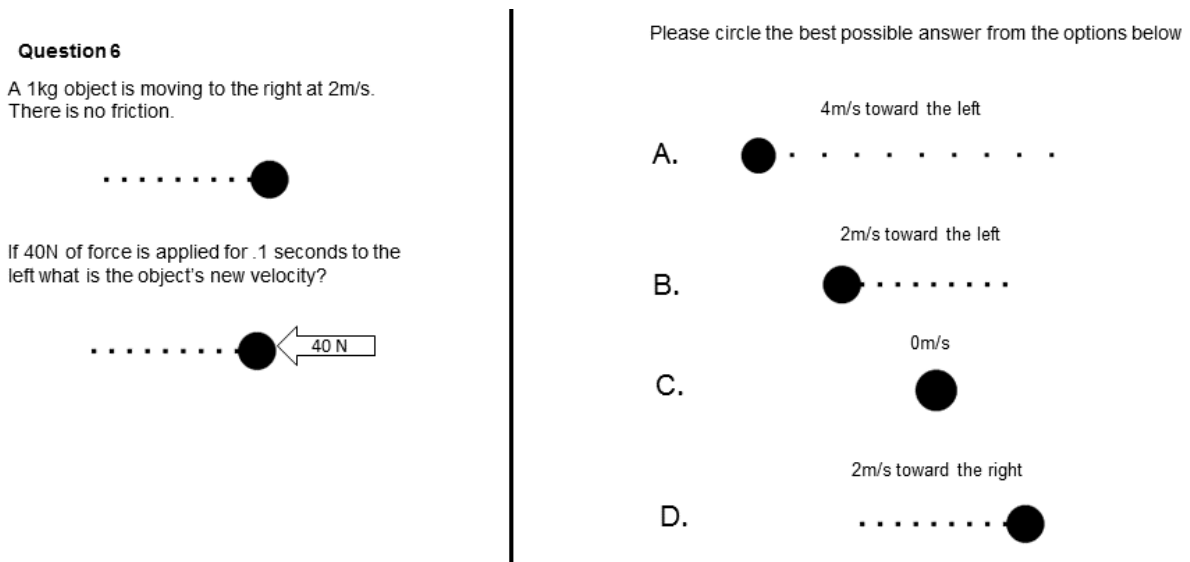 Question 6
A 1kg object is moving to the right at 2m/s.
There is no friction.
If 40N of force is applied for .1 seconds to the
left what is the object's new velocity?
40 N
Please circle the best possible answer from the options below
4m/s toward the left
A.
2m/s toward the left
B.
0m/s
C.
2m/s toward the right
D.